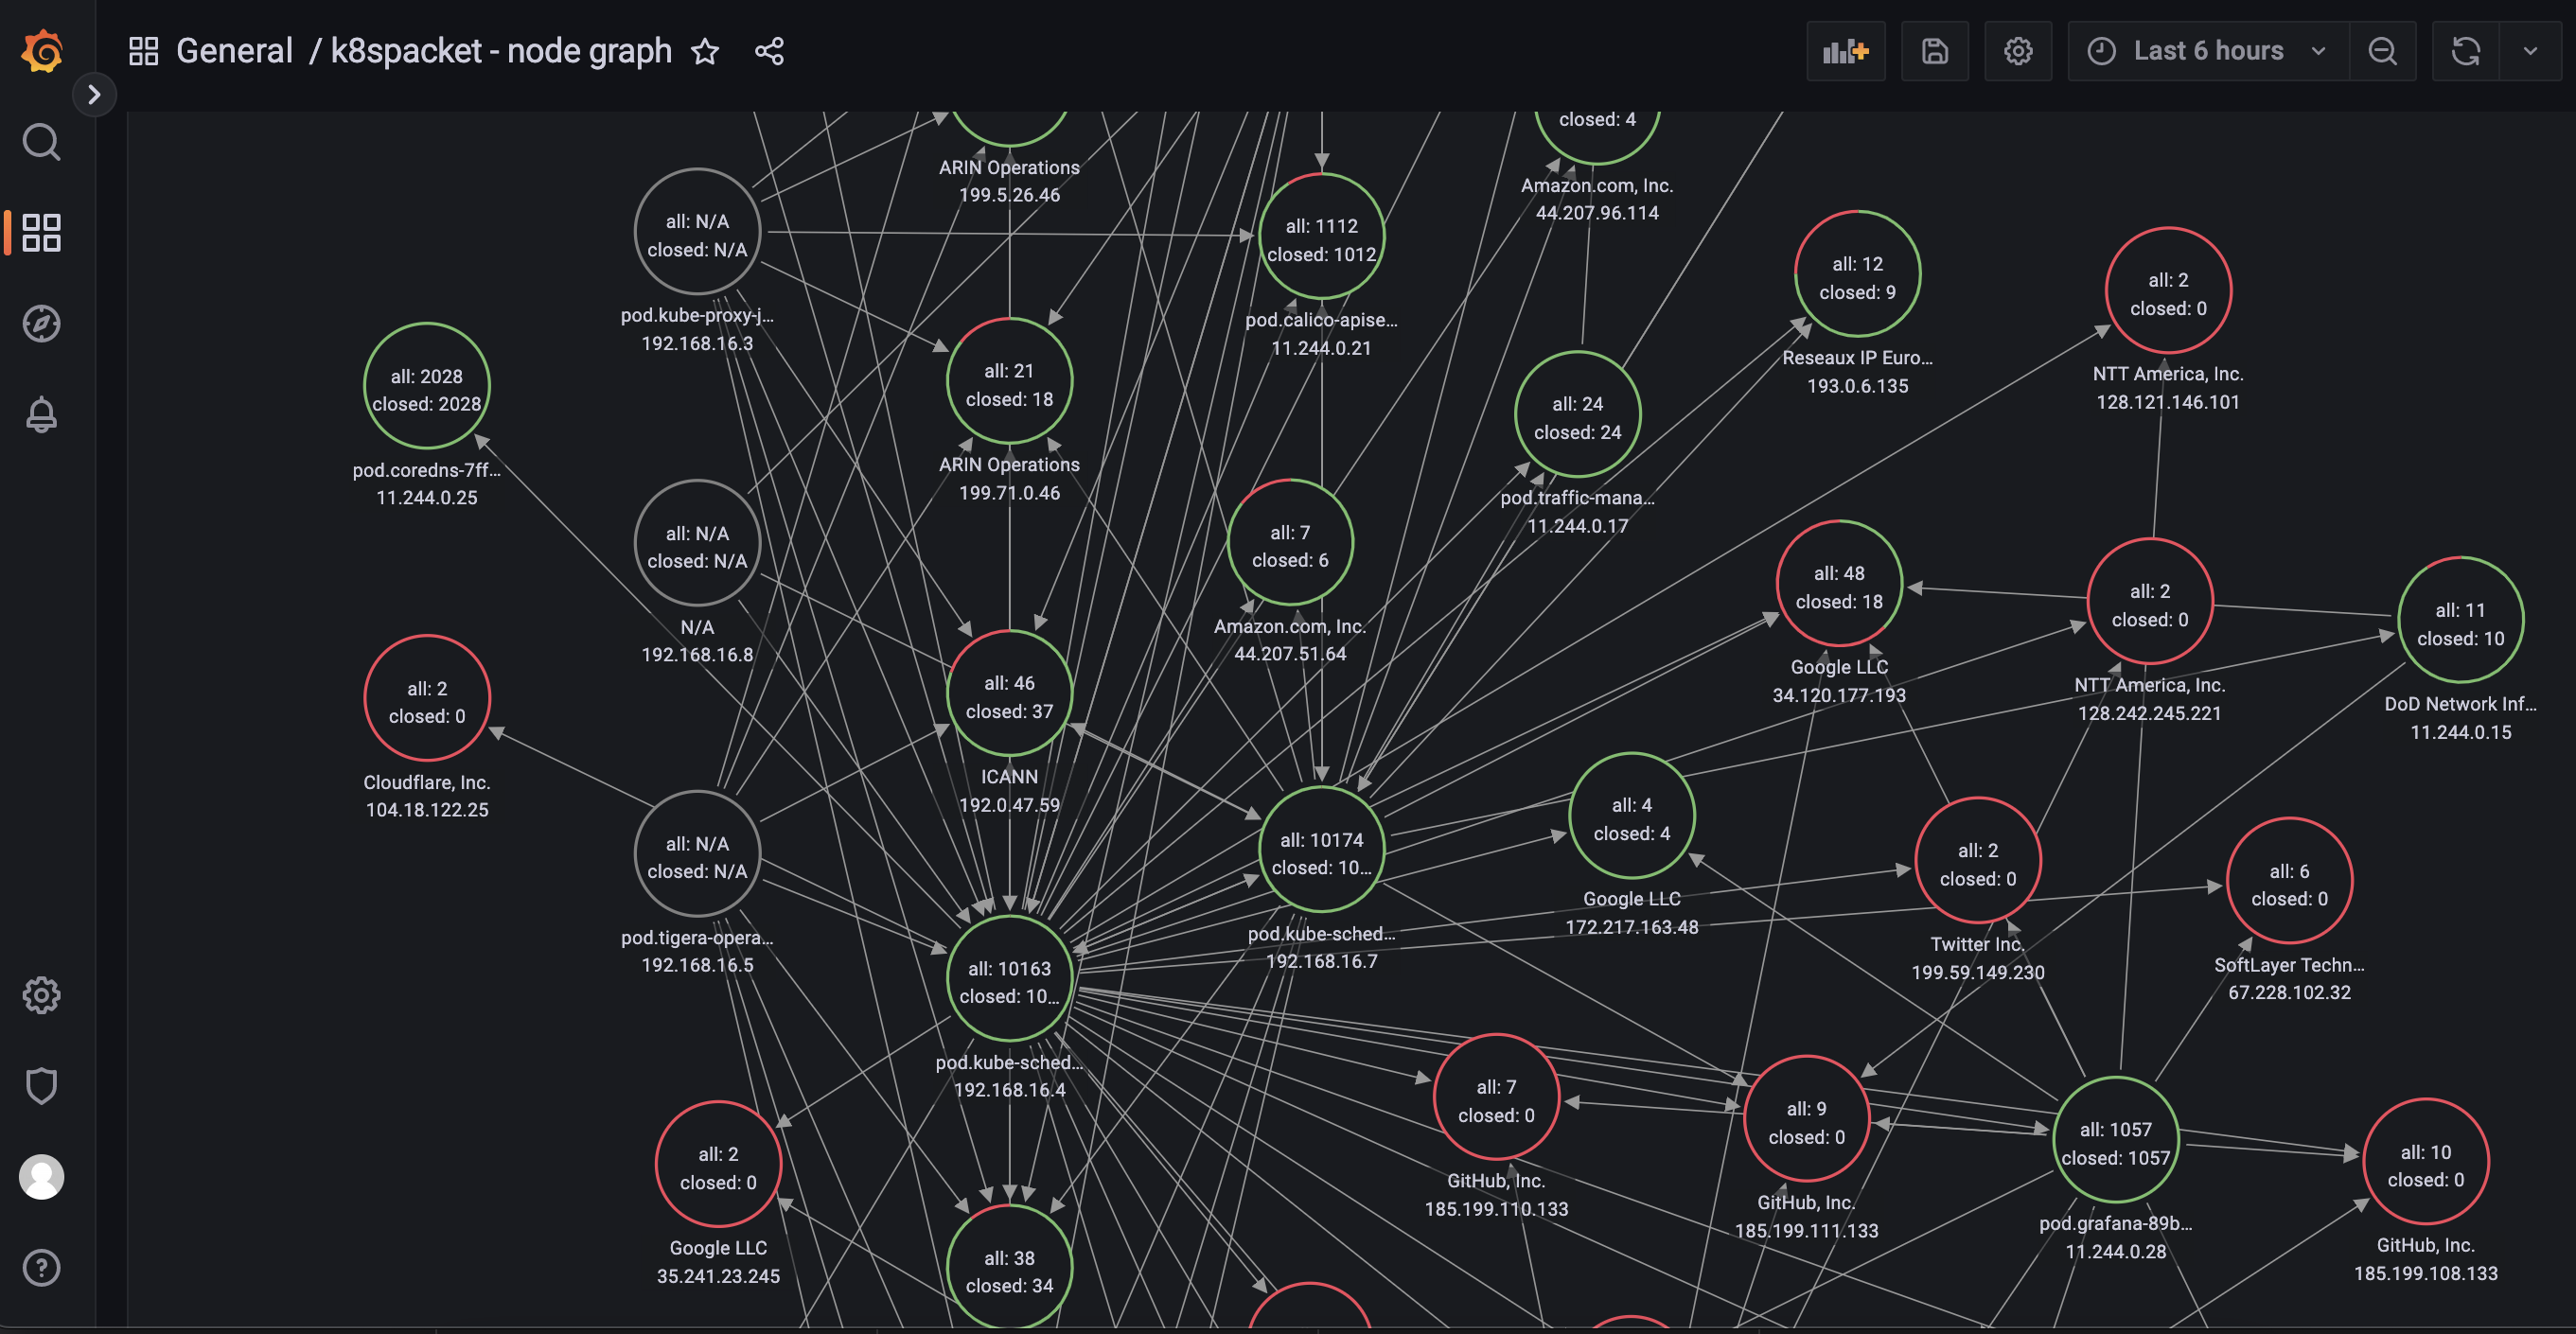 General / k8spacket - node graph
Last 6 hours
closed: 4
Amazon.com, Inc.
44.207.96.114
ARIN Operations
199.5.26.46
all: N/A
closed: N/A
pod.kube-proxy-j...
192.168.16.3
all: 1112
closed: 1012
pod.calico-apise...
11.244.0.21
all: 12
closed: 9
Reseaux IP Euro...
193.0.6.135
all: 2
closed: 0
NTT America, Inc.
128.121.146.101
all: 2028
closed: 2028
pod.coredns-7ff...
11.244.0.25
all: 21
closed: 18
ARIN Operations
199.71.0.46
all: 24
closed: 24
pod.traffic-mana...
11.244.0.17
all: N/A
closed: N/A
N/A
192.168.16.8
all: 7
closed: 6
Amazon.com, Inc.
44.207.51.64
all: 48
closed: 18
Google LLC
34.120.177.193
all: 2
closed: 0
NTT America, Inc.
128.242.245.221
all: 11
closed: 10
DoD Network Inf...
11.244.0.15
all: 2
closed: 0
Cloudflare, Inc.
104.18.122.25
all: 46
closed: 37
ICANN
192.0.47.59
all: N/A
closed: N/A
pod.tigera-opera...
192.168.16.5
all: 10174
closed: 10...
pod.kube-sched...
192.168.16.7
all: 4
closed: 4
Google LLC
172.217.163.48
all: 2
closed: 0
Twitter Inc.
199.59.149.230
all: 6
closed: 0
SoftLayer Techn...
67.228.102.32
all: 10163
closed: 10...
pod.kube-sched...
192.168.16.4
all: 7
closed: 0
GitHub, Inc.
185.199.110.133
all: 9
closed: 0
GitHub, Inc.
185.199.111.133
all: 1057
closed: 1057
pod.grafana-89b...
11.244.0.28
all: 10
closed: 0
GitHub, Inc.
185.199.108.133
all: 2
closed: 0
Google LLC
35.241.23.245
all: 38
closed: 34